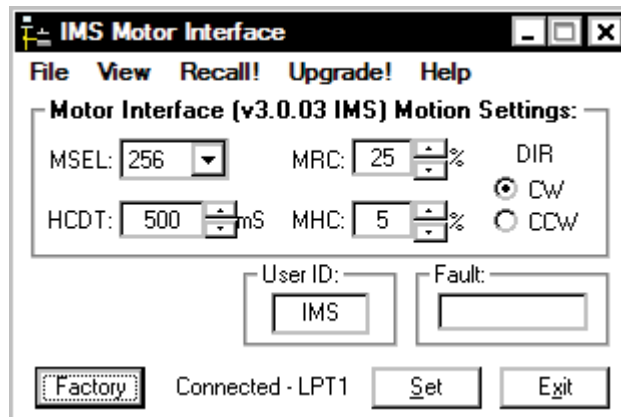 IMS Motor Interface
File View Recall! Upgrade! Help
Motor Interface (v3.0.03 IMS) Motion Settings:
MSEL: 256 MRC: 25 % DIR
CW
HCDT: 500 mS MHC: 5 % CCW
User ID: Fault:
IMS
Factory Connected - LPT1 Set Exit